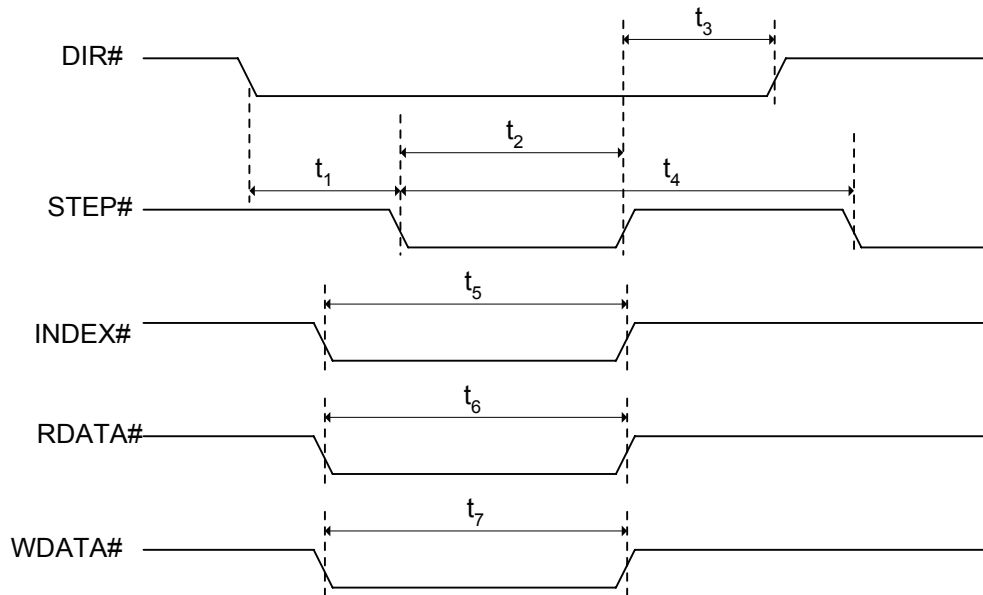 t3
DIR#
t2
t1
t4
STEP#
t5
INDEX#
t6
RDATA#
t7
WDATA#